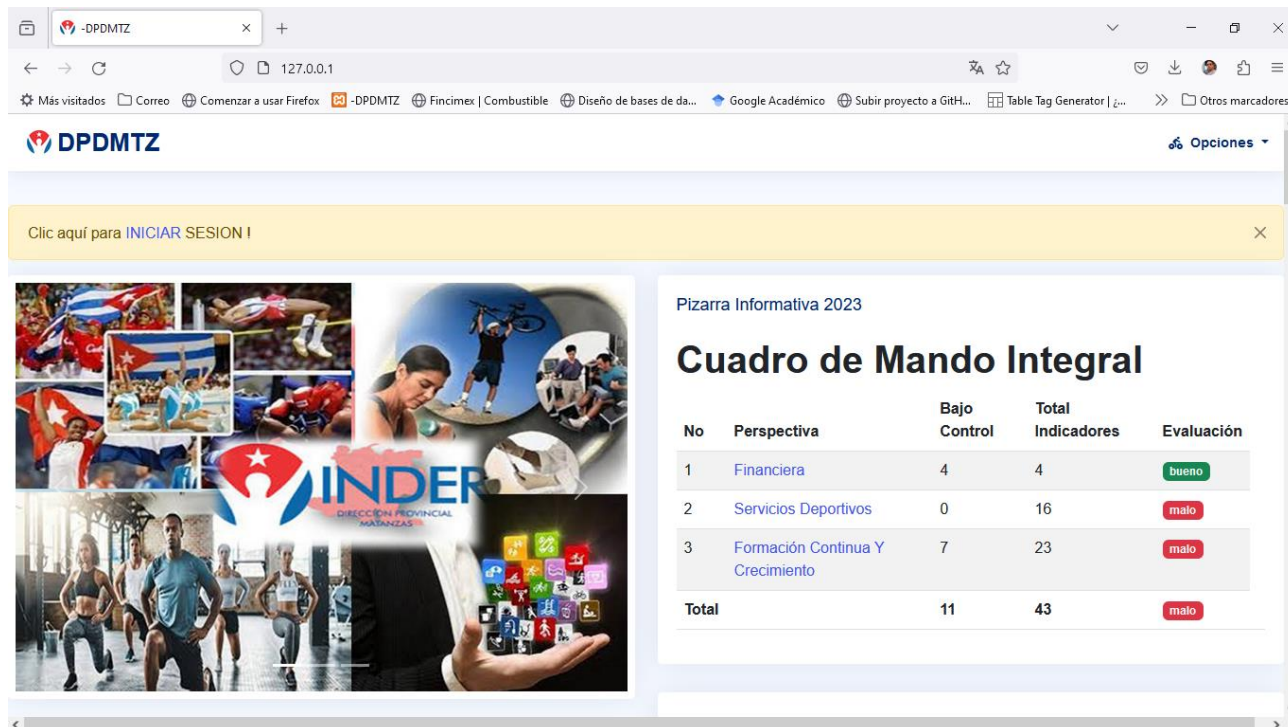 -DPDMTZ
127.0.0.1
Más visitados Correo Comenzar a usar Firefox -DPDMTZ Fincimex | Combustible Diseño de bases de da... Google Académico Subir proyecto a GitH... Table Tag Generator | ¿... Otros marcadores
DPDMTZ
Opciones
Clic aquí para INICIAR SESION !
INDER
DIRECCIÓN PROVINCIAL
MATANZAS
Pizarra Informativa 2023
Cuadro de Mando Integral
No Perspectiva Bajo Control Total Indicadores Evaluación
1 Financiera 4 4 bueno
2 Servicios Deportivos 0 16 malo
3 Formación Continua Y Crecimiento 7 23 malo
Total 11 43 malo